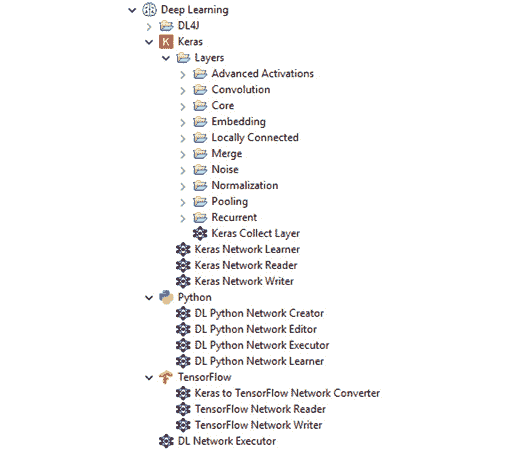 Deep Learning
DL4J
K Keras
Layers
Advanced Activations
Convolution
Core
Embedding
Locally Connected
Merge
Noise
Normalization
Pooling
Recurrent
Keras Collect Layer
Keras Network Learner
Keras Network Reader
Keras Network Writer
Python
DL Python Network Creator
DL Python Network Editor
DL Python Network Executor
DL Python Network Learner
TensorFlow
Keras to TensorFlow Network Converter
TensorFlow Network Reader
TensorFlow Network Writer
DL Network Executor